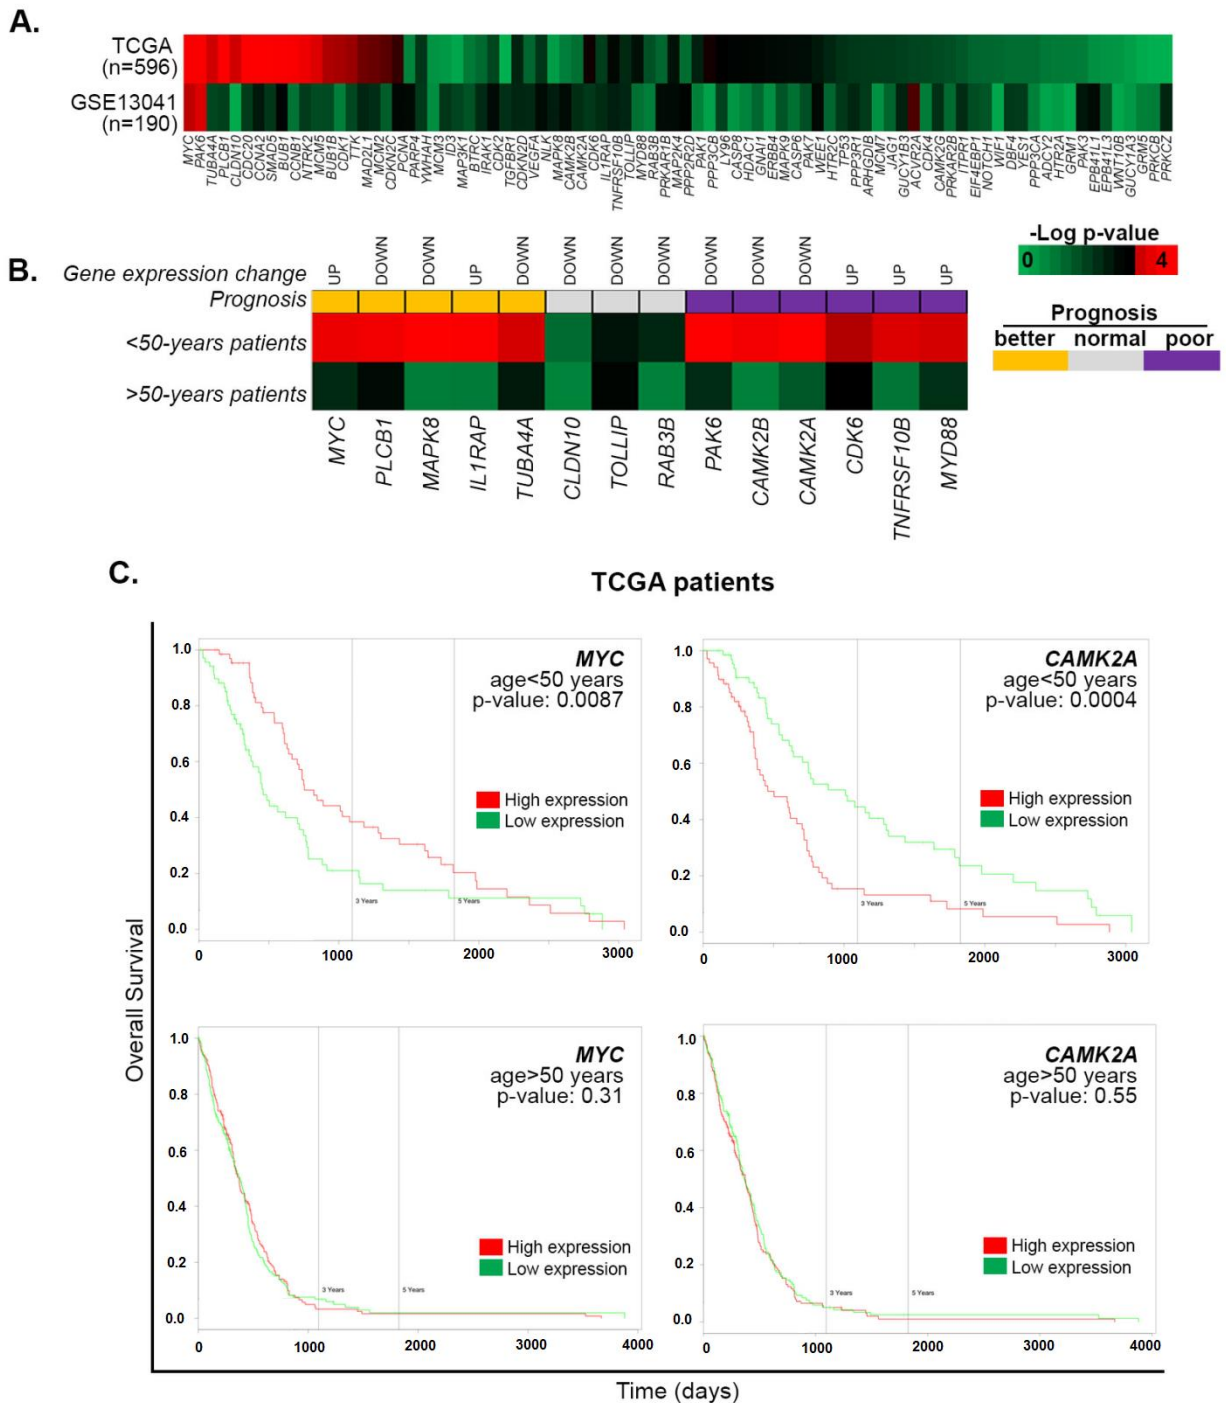 A.
TCGA
(n=596)
GSE13041
(n=190)
MYC
PAK6
TUBA4A
PLCB1
CLDN10
CDC20
CCNA2
SMAD5
BUB1
CCNB1
NTRK2
MCM5
BUB1B
CDK1
TTK
MAD2L1
MCM2
CDKN2C
PCNA
PARP4
YWHAH
MCM3
RAB3B
MAP3K1
BTRC
IRAK1
CDK2
TGFBR1
CDKN2D
VEGFA
NLK
MAPK8
CAMK2B
CAMK2A
CDK6
IL1RAP
TNFRSF10B
TOLLIP
MYD88
RAB3B
PRKAR1B
MAP2K4
PPP2R2D
PAK1
PPP3CB
LY96
CASP8
HDAC1
GNAI1
ERBB4
MAPK9
CASP6
PAK7
WEE1
HTR2C
TP53
PPP3R1
ARHGDIB
MCM7
JAG1
GUCY1B3
ACVR2A
CDK4
CAMK2G
PRKAR2B
ITPR1
EIF4EBP1
NOTCH1
WIF1
DBF4
LATS1
PPP3CA
ADCY2
HTR2A
GRM1
PAK3
EPB41L1
EPB41L3
WNT10B
GUCY1A3
GRM5
PRKCB
PRKCZ
-Log p-value
0 4
B.
Gene expression change
UP DOWN DOWN UP DOWN DOWN DOWN DOWN DOWN DOWN DOWN UP UP UP
Prognosis
<50-years patients
>50-years patients
MYC
PLCB1
MAPK8
IL1RAP
TUBA4A
CLDN10
TOLLIP
RAB3B
PAK6
CAMK2B
CAMK2A
CDK6
TNFRSF10B
MYD88
Prognosis
better normal poor
C.
TCGA patients
Overall Survival
MYC
age<50 years
p-value: 0.0087
High expression
Low expression
3 Years
5 Years
1.0
0.8
0.6
0.4
0.2
0.0
0 1000 2000 3000
CAMK2A
age<50 years
p-value: 0.0004
High expression
Low expression
3 Years
5 Years
1.0
0.8
0.6
0.4
0.2
0.0
0 1000 2000 3000
MYC
age>50 years
p-value: 0.31
High expression
Low expression
3 Years
5 Years
1.0
0.8
0.6
0.4
0.2
0.0
0 1000 2000 3000 4000
CAMK2A
age>50 years
p-value: 0.55
High expression
Low expression
3 Years
5 Years
1.0
0.8
0.6
0.4
0.2
0.0
0 1000 2000 3000 4000
Time (days)